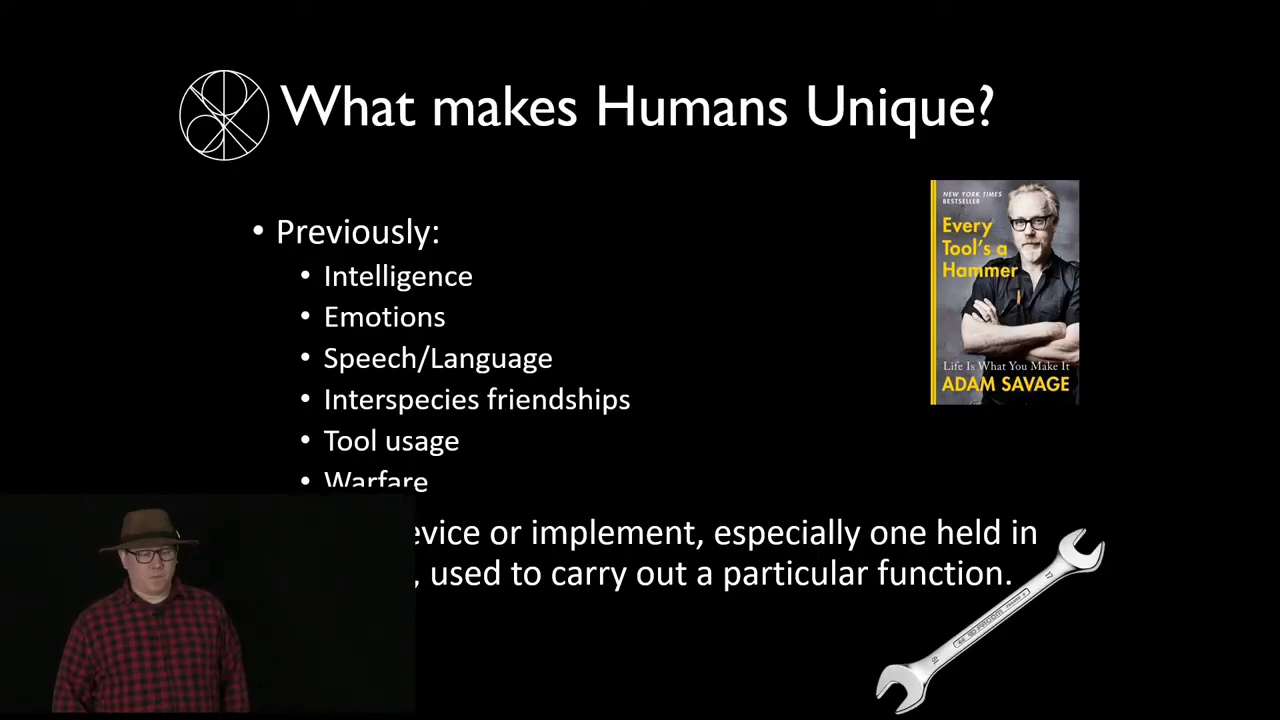 What makes Humans Unique?
• Previously:
• Intelligence
• Emotions
• Speech/Language
• Interspecies friendships
• Tool usage
• Warfare
evice or implement, especially one held in
, used to carry out a particular function.
NEW YORK TIMES
BESTSELLER
Every
Tool's a
Hammer
Life Is What You Make It
ADAM SAVAGE